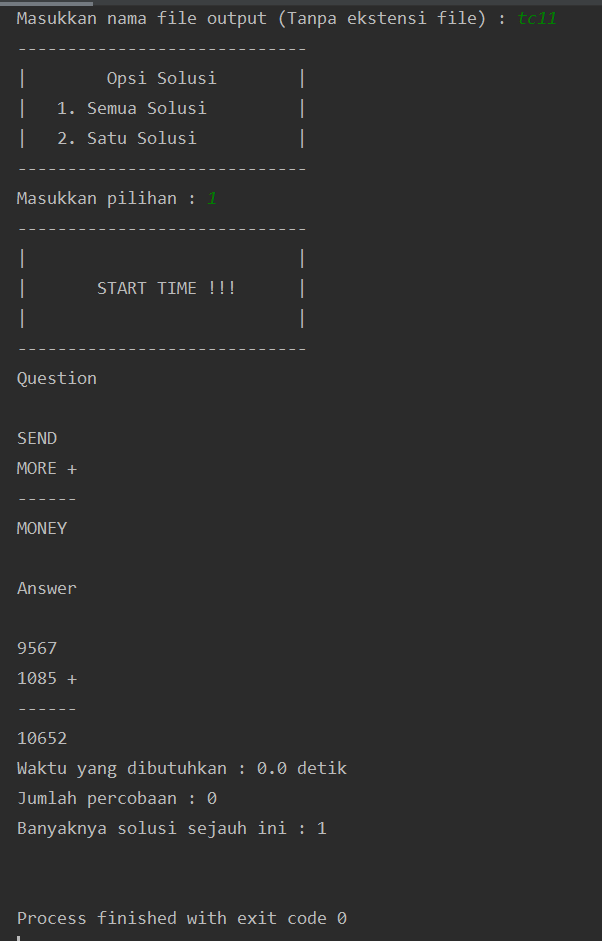 Masukkan nama file output (Tanpa ekstensi file) : tc11
-----------------------------
|        Opsi Solusi        |
|   1. Semua Solusi         |
|   2. Satu Solusi          |
-----------------------------
Masukkan pilihan : 1
-----------------------------
|                           |
|       START TIME !!!      |
|                           |
-----------------------------
Question
SEND
MORE +
------
MONEY
Answer
9567
1085 +
------
10652
Waktu yang dibutuhkan : 0.0 detik
Jumlah percobaan : 0
Banyaknya solusi sejauh ini : 1
Process finished with exit code 0